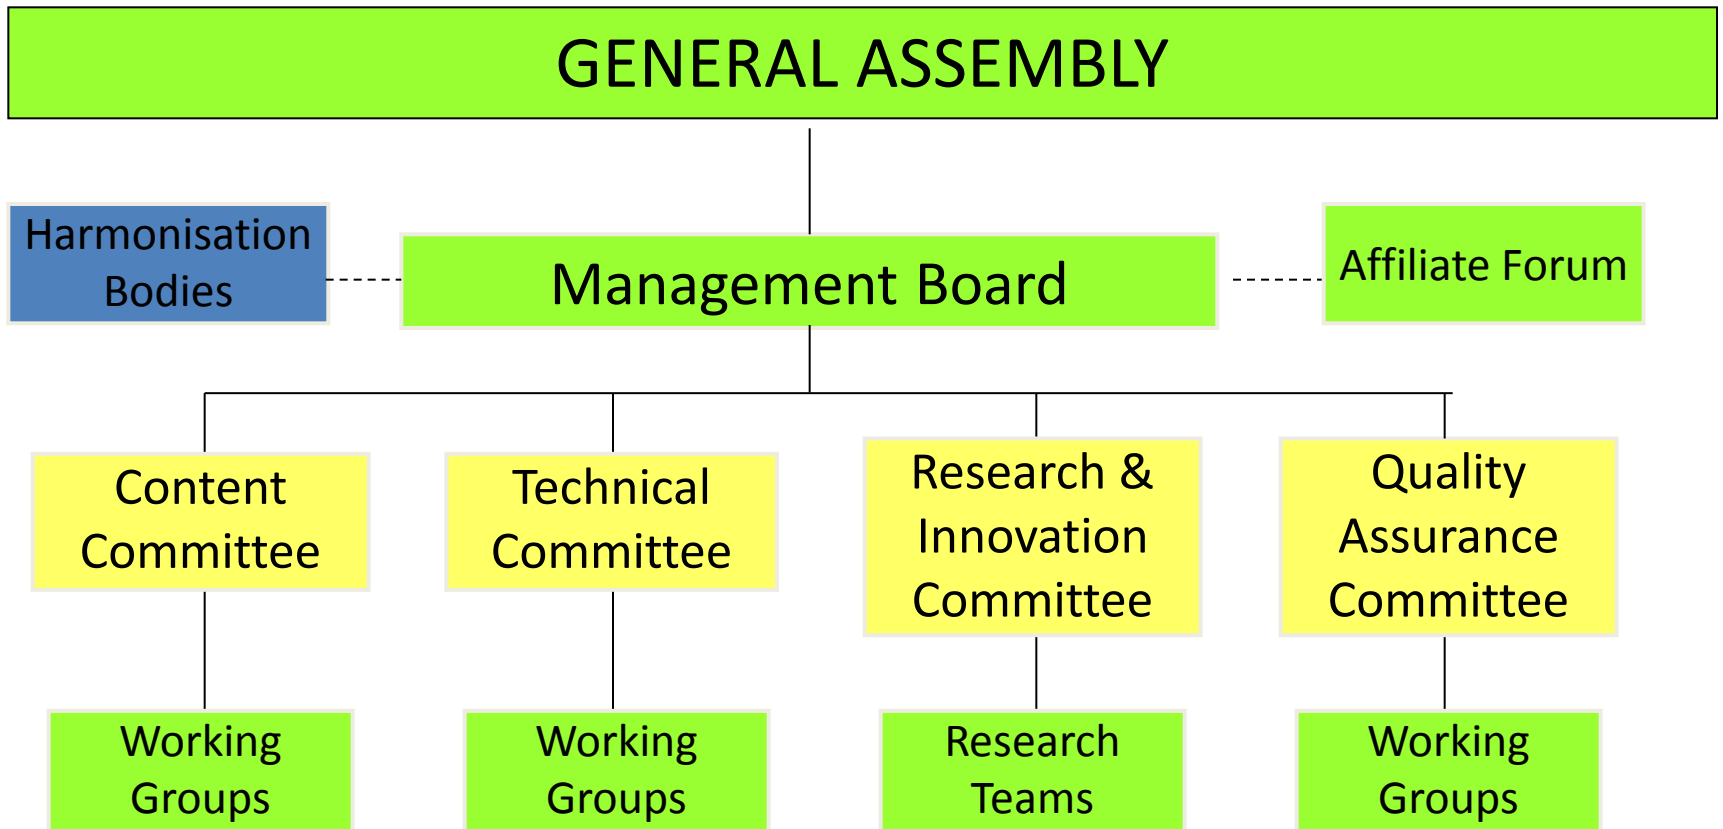 GENERAL ASSEMBLY
Harmonisation
Bodies
Management Board
Affiliate Forum
Content
Committee
Technical
Committee
Research &
Innovation
Committee
Quality
Assurance
Committee
Working
Groups
Working
Groups
Research
Teams
Working
Groups